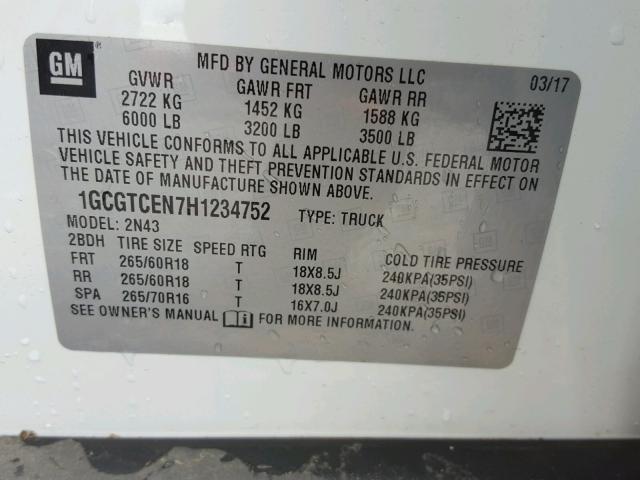 GM
MFD BY GENERAL MOTORS LLC
03/17
GVWR GAWR FRT GAWR RR
2722 KG 1452 KG 1588 KG
6000 LB 3200 LB 3500 LB
THIS VEHICLE CONFORMS TO ALL APPLICABLE U.S. FEDERAL MOTOR
VEHICLE SAFETY AND THEFT PREVENTION STANDARDS IN EFFECT ON
THE DATE OF MANUFACTURE SHOWN ABOVE.
1GCGTCEN7H1234752 TYPE: TRUCK
MODEL: 2N43
2BDH TIRE SIZE SPEED RTG RIM COLD TIRE PRESSURE
FRT 265/60R18 T 18X8.5J 240KPA(35PSI)
RR 265/60R18 T 18X8.5J 240KPA(35PSI)
SPA 265/70R16 T 16X7.0J 240KPA(35PSI)
SEE OWNER'S MANUAL FOR MORE INFORMATION.